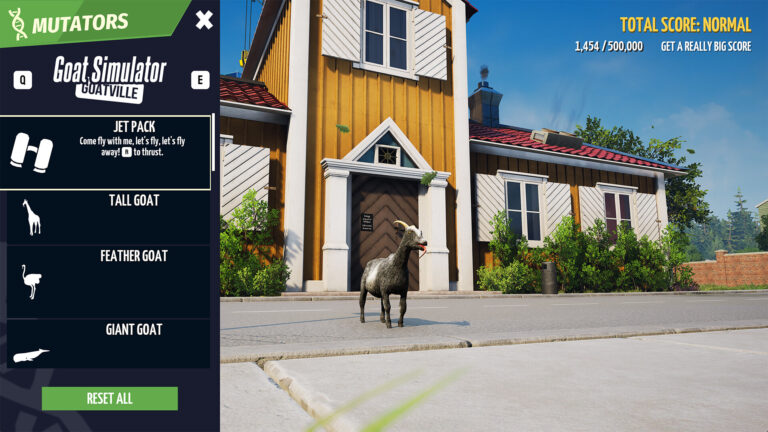 MUTATORS
Q
Goat Simulator
GOATVILLE
E
JET PACK
Come fly with me, let's fly, let's fly
away! R to thrust.
TALL GOAT
FEATHER GOAT
GIANT GOAT
RESET ALL
TOTAL SCORE: NORMAL
1,454 / 500,000 GET A REALLY BIG SCORE